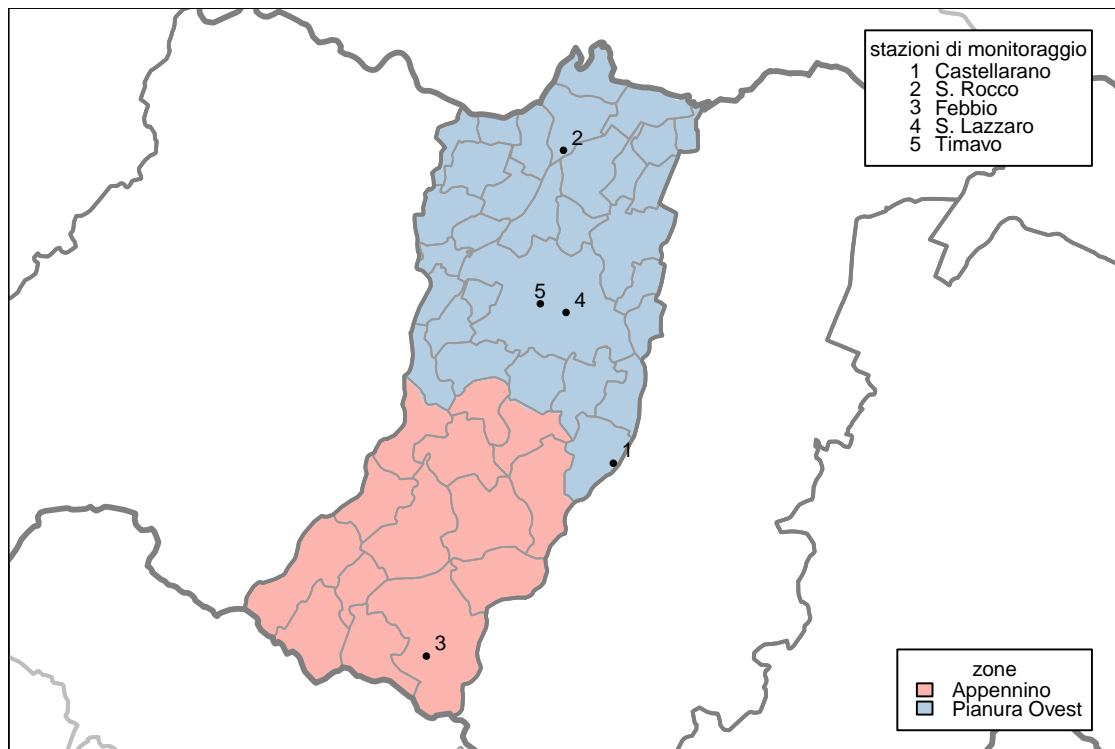 stazioni di monitoraggio
1 Castellarano
2 S. Rocco
3 Febbio
4 S. Lazzaro
5 Timavo
2
5
4
1
3
zone
Appennino
Pianura Ovest